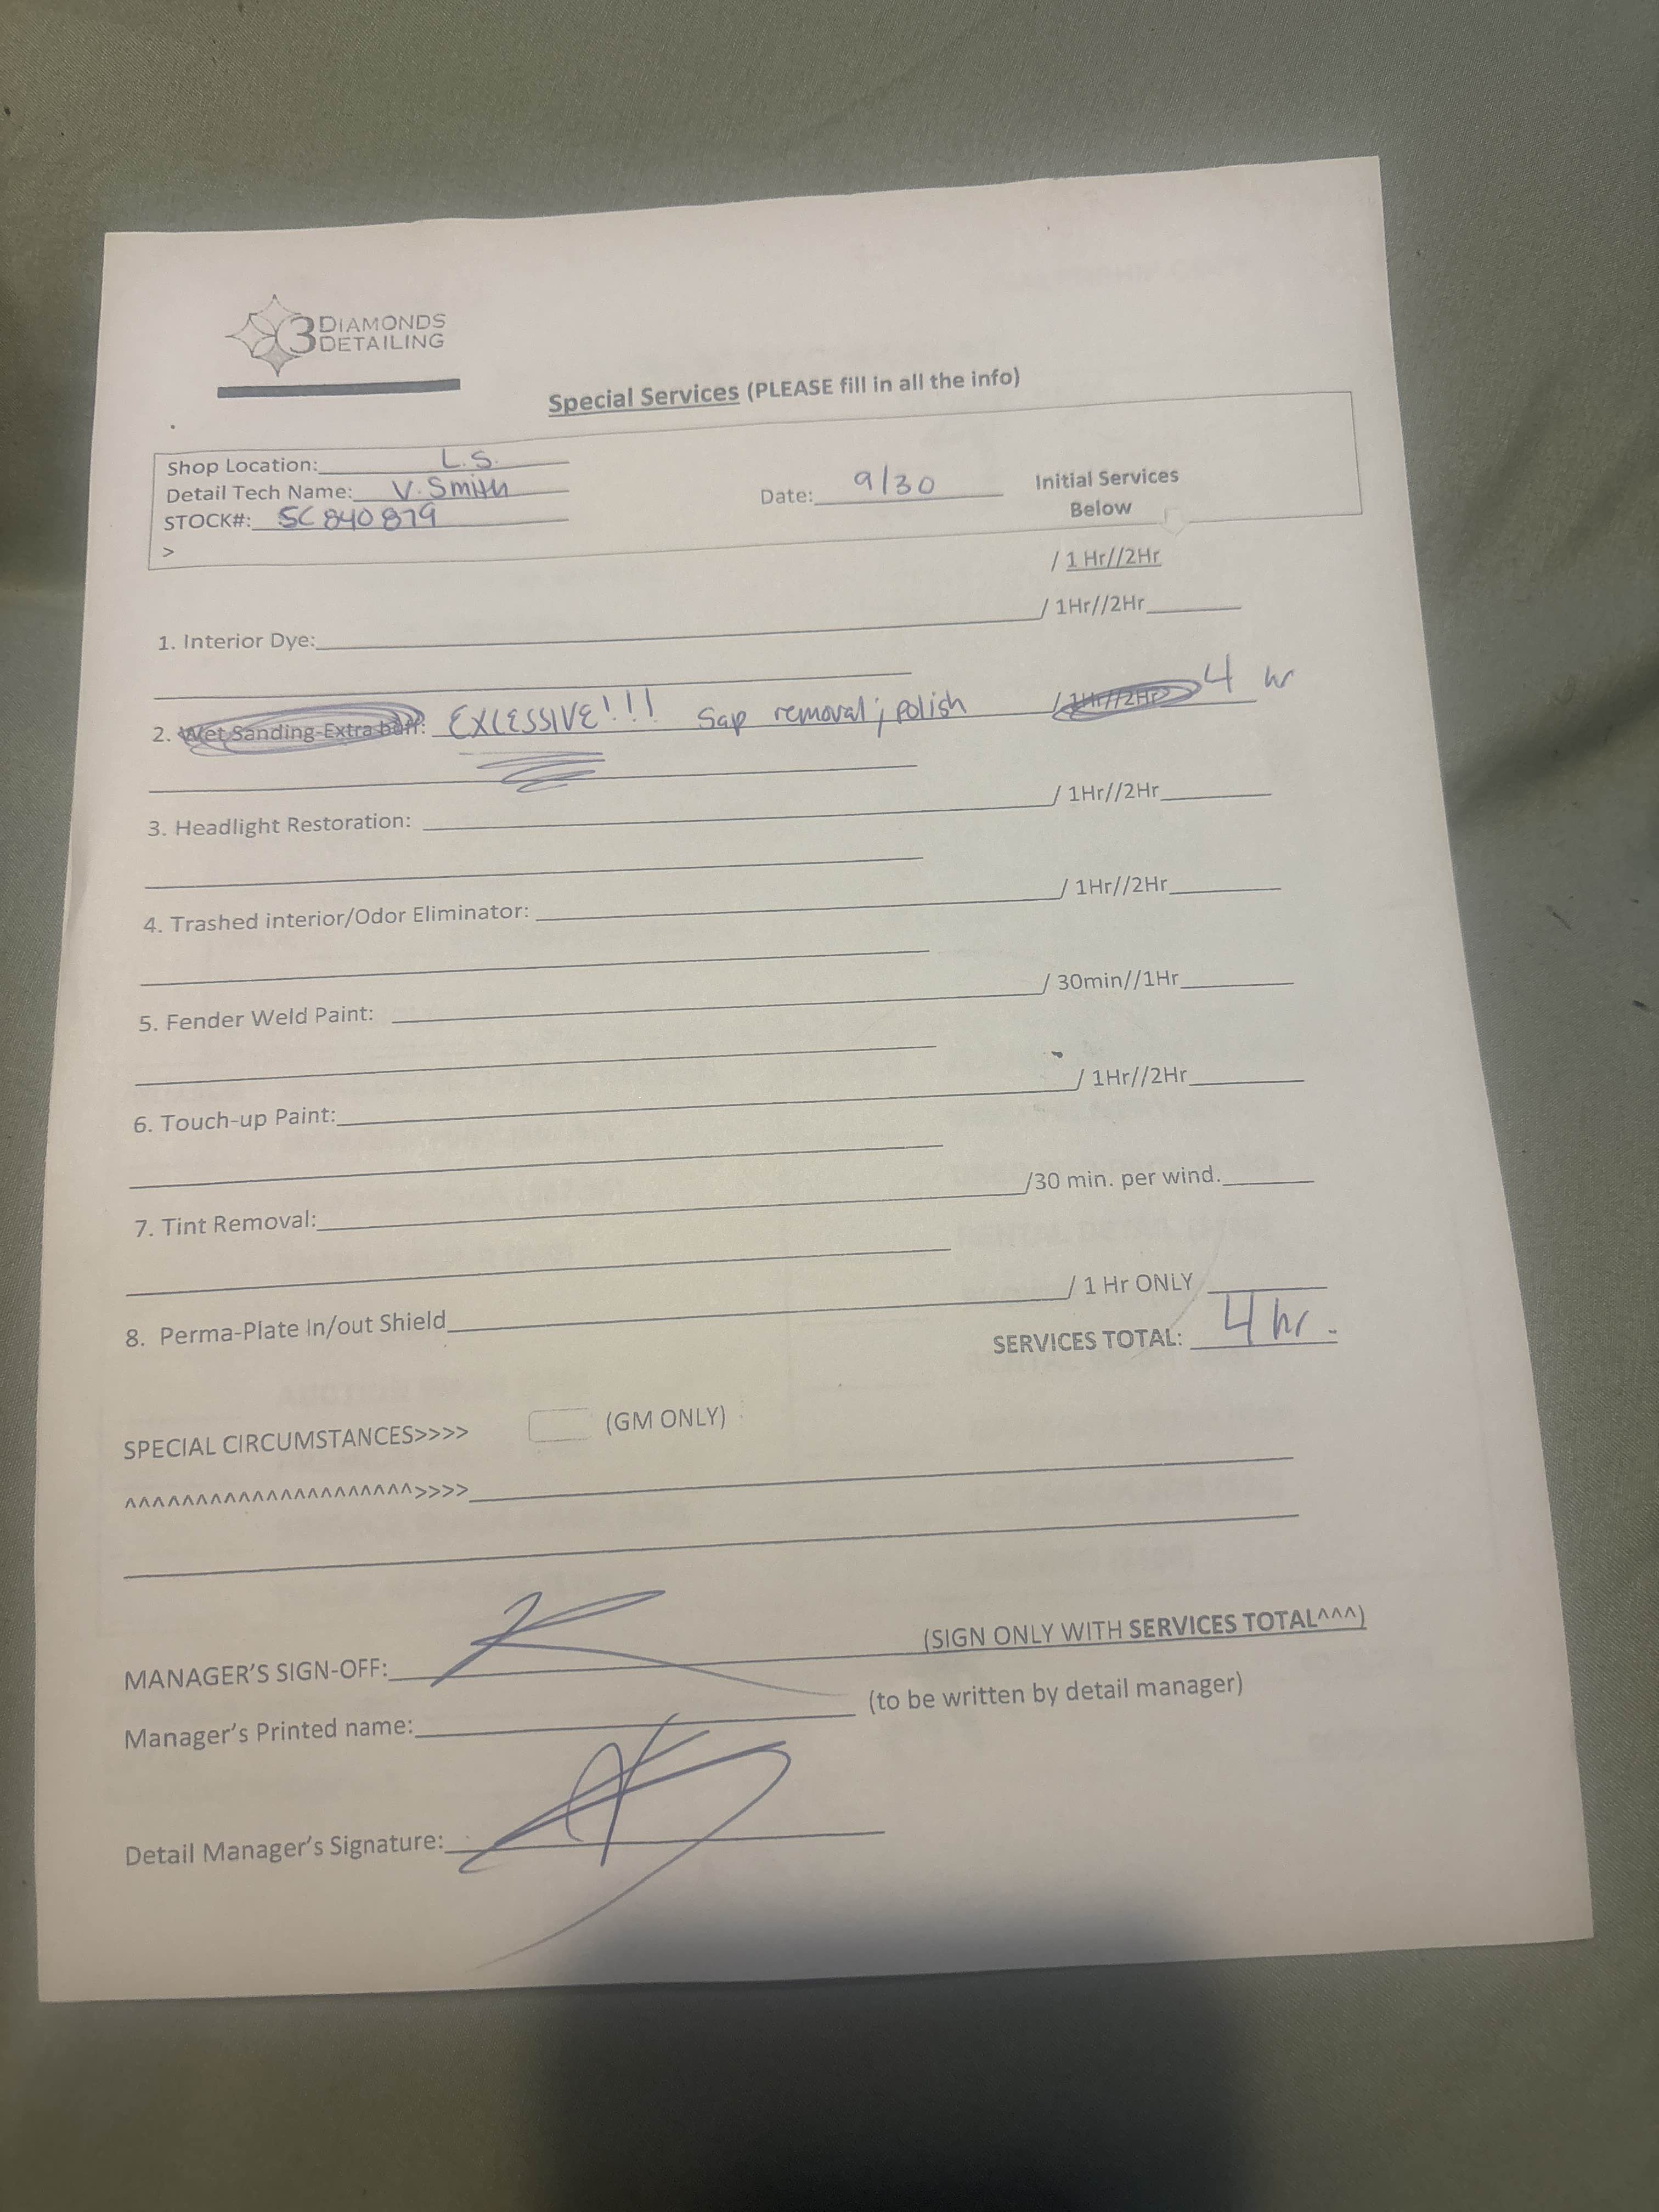 3 DIAMONDS
DETAILING
Special Services (PLEASE fill in all the info)
Shop Location: L.S.
Detail Tech Name: V. Smith
Date: 9/30
Initial Services
Below
STOCK#: SC 840879
>
/ 1 Hr//2Hr
1. Interior Dye: / 1Hr//2Hr
2. Wet Sanding-Extra buff: EXCESSIVE!!! Sap removal; polish / 1Hr//2Hr 4 hr
3. Headlight Restoration: / 1Hr//2Hr
4. Trashed interior/Odor Eliminator: / 1Hr//2Hr
5. Fender Weld Paint: / 30min//1Hr
6. Touch-up Paint: / 1Hr//2Hr
7. Tint Removal: /30 min. per wind.
8. Perma-Plate In/out Shield / 1 Hr ONLY
SERVICES TOTAL: 4 hr.
SPECIAL CIRCUMSTANCES>>>> (GM ONLY)
^^^^^^^^^^^^^^^^^^^^^>>>>
MANAGER'S SIGN-OFF: (SIGN ONLY WITH SERVICES TOTAL^^^)
Manager's Printed name: (to be written by detail manager)
Detail Manager's Signature: